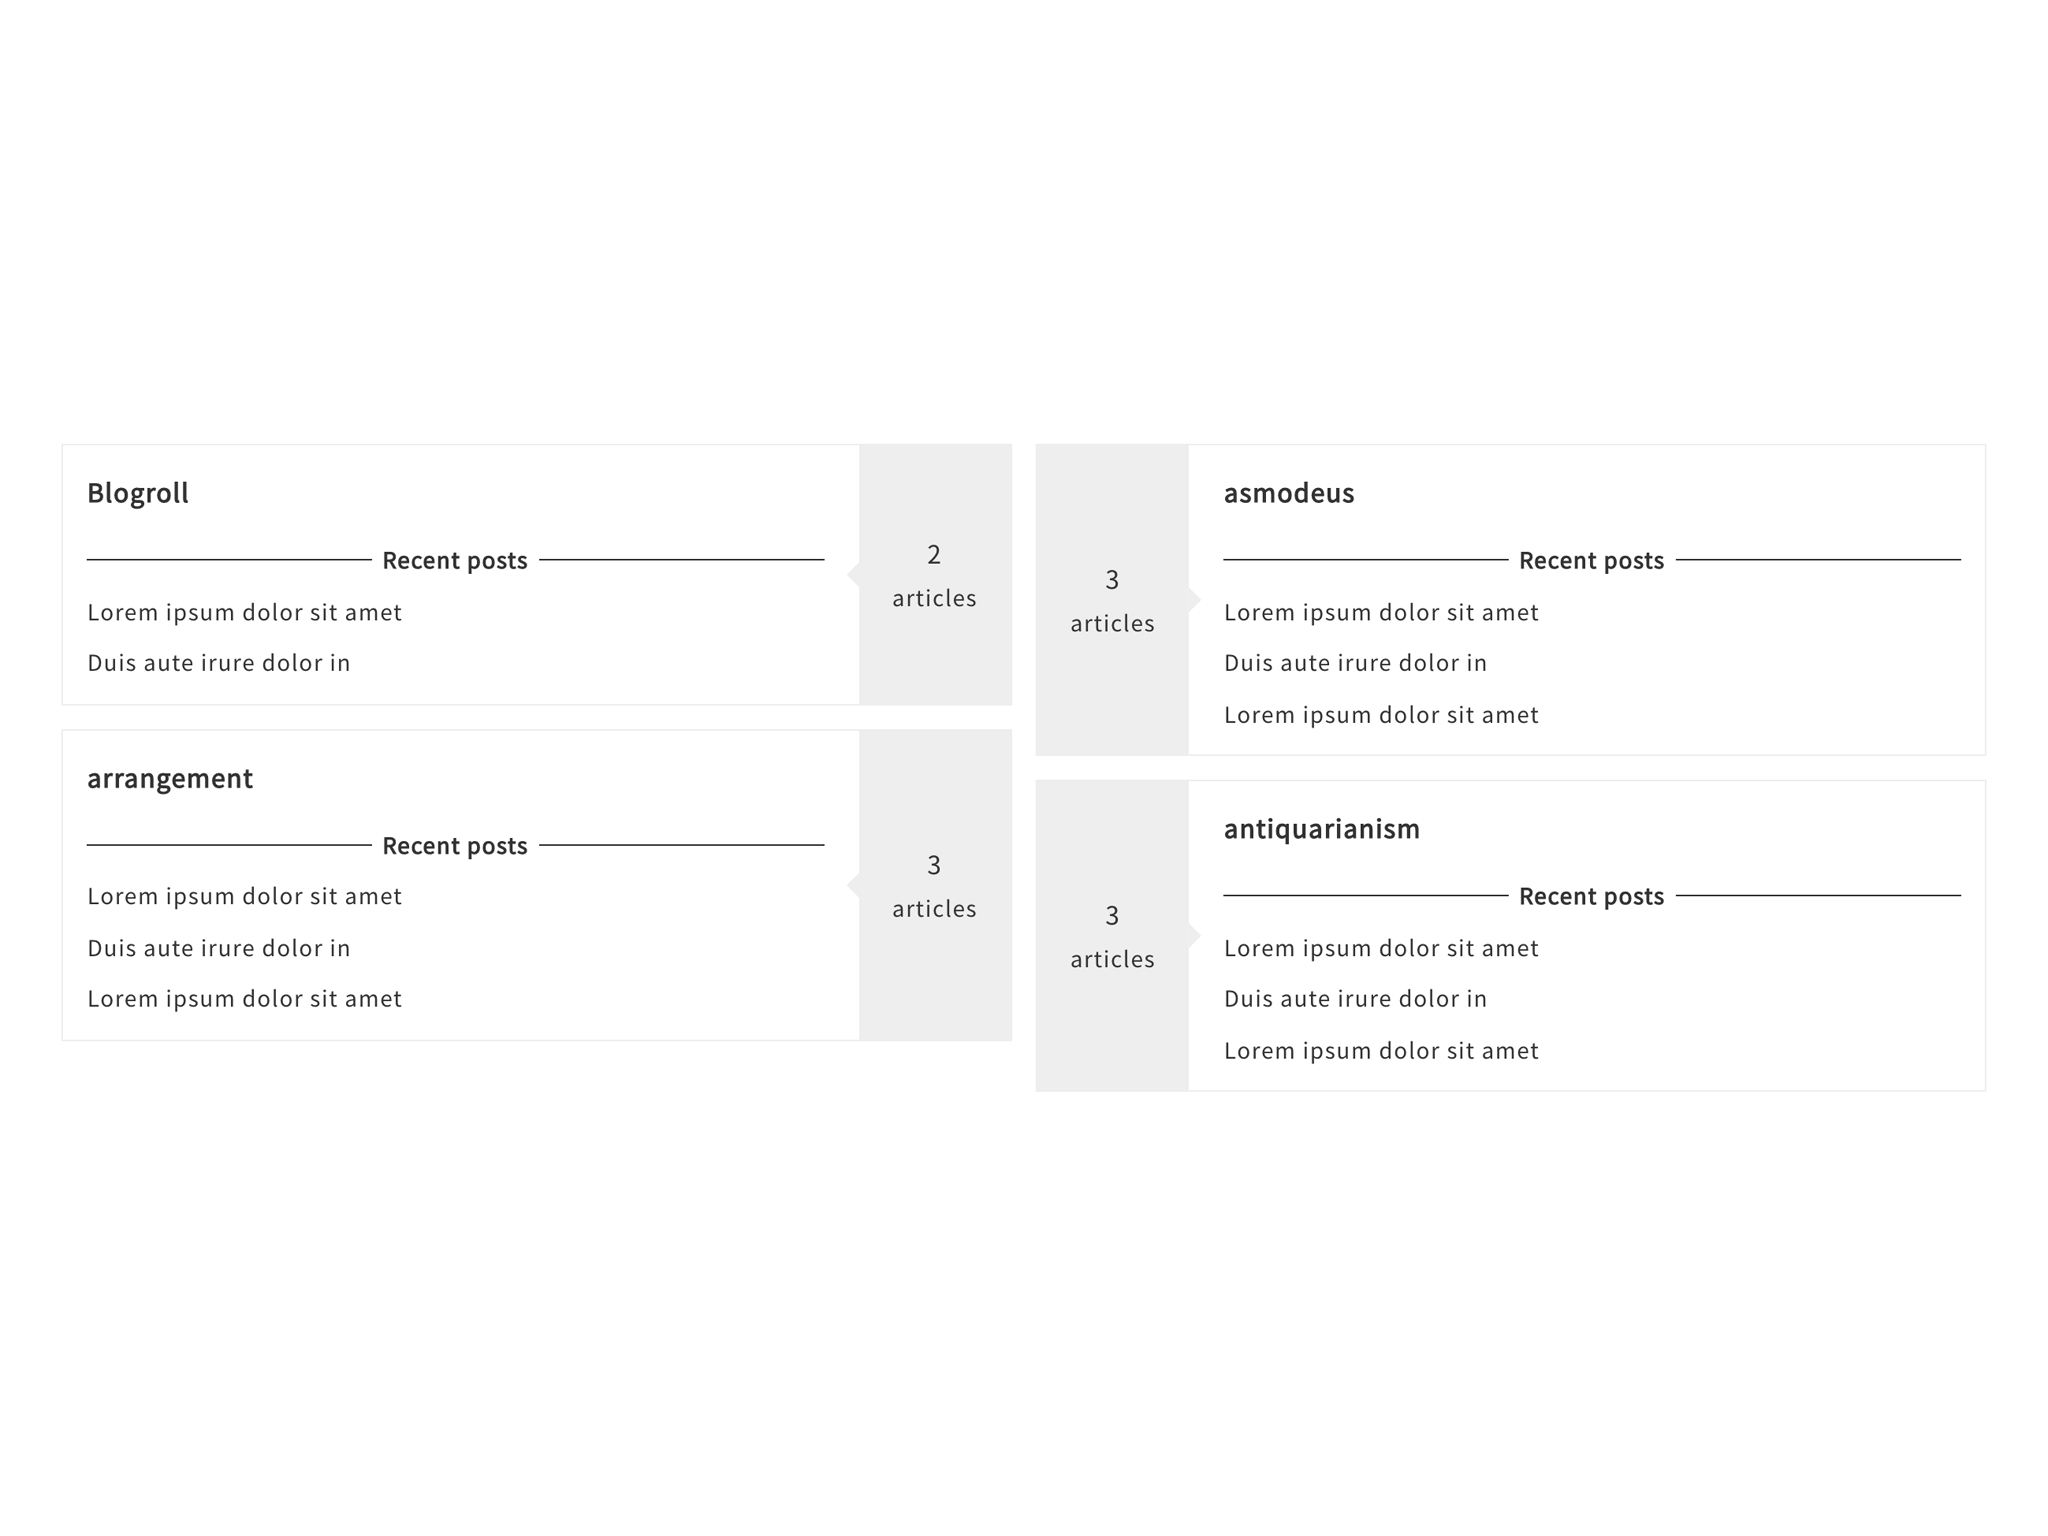 Blogroll
Recent posts
Lorem ipsum dolor sit amet
Duis aute irure dolor in
2
articles
arrangement
Recent posts
Lorem ipsum dolor sit amet
Duis aute irure dolor in
Lorem ipsum dolor sit amet
3
articles
3
articles
asmodeus
Recent posts
Lorem ipsum dolor sit amet
Duis aute irure dolor in
Lorem ipsum dolor sit amet
3
articles
antiquarianism
Recent posts
Lorem ipsum dolor sit amet
Duis aute irure dolor in
Lorem ipsum dolor sit amet